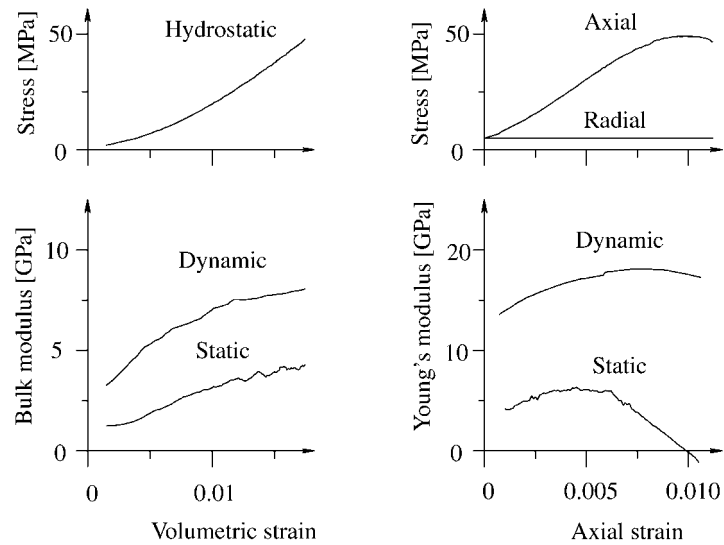 Stress [MPa]
50
0
Hydrostatic
Stress [MPa]
50
0
Axial
Radial
Bulk modulus [GPa]
10
5
0
Dynamic
Static
0
0.01
Volumetric strain
Young's modulus [GPa]
20
10
0
Dynamic
Static
0
0.005
0.010
Axial strain